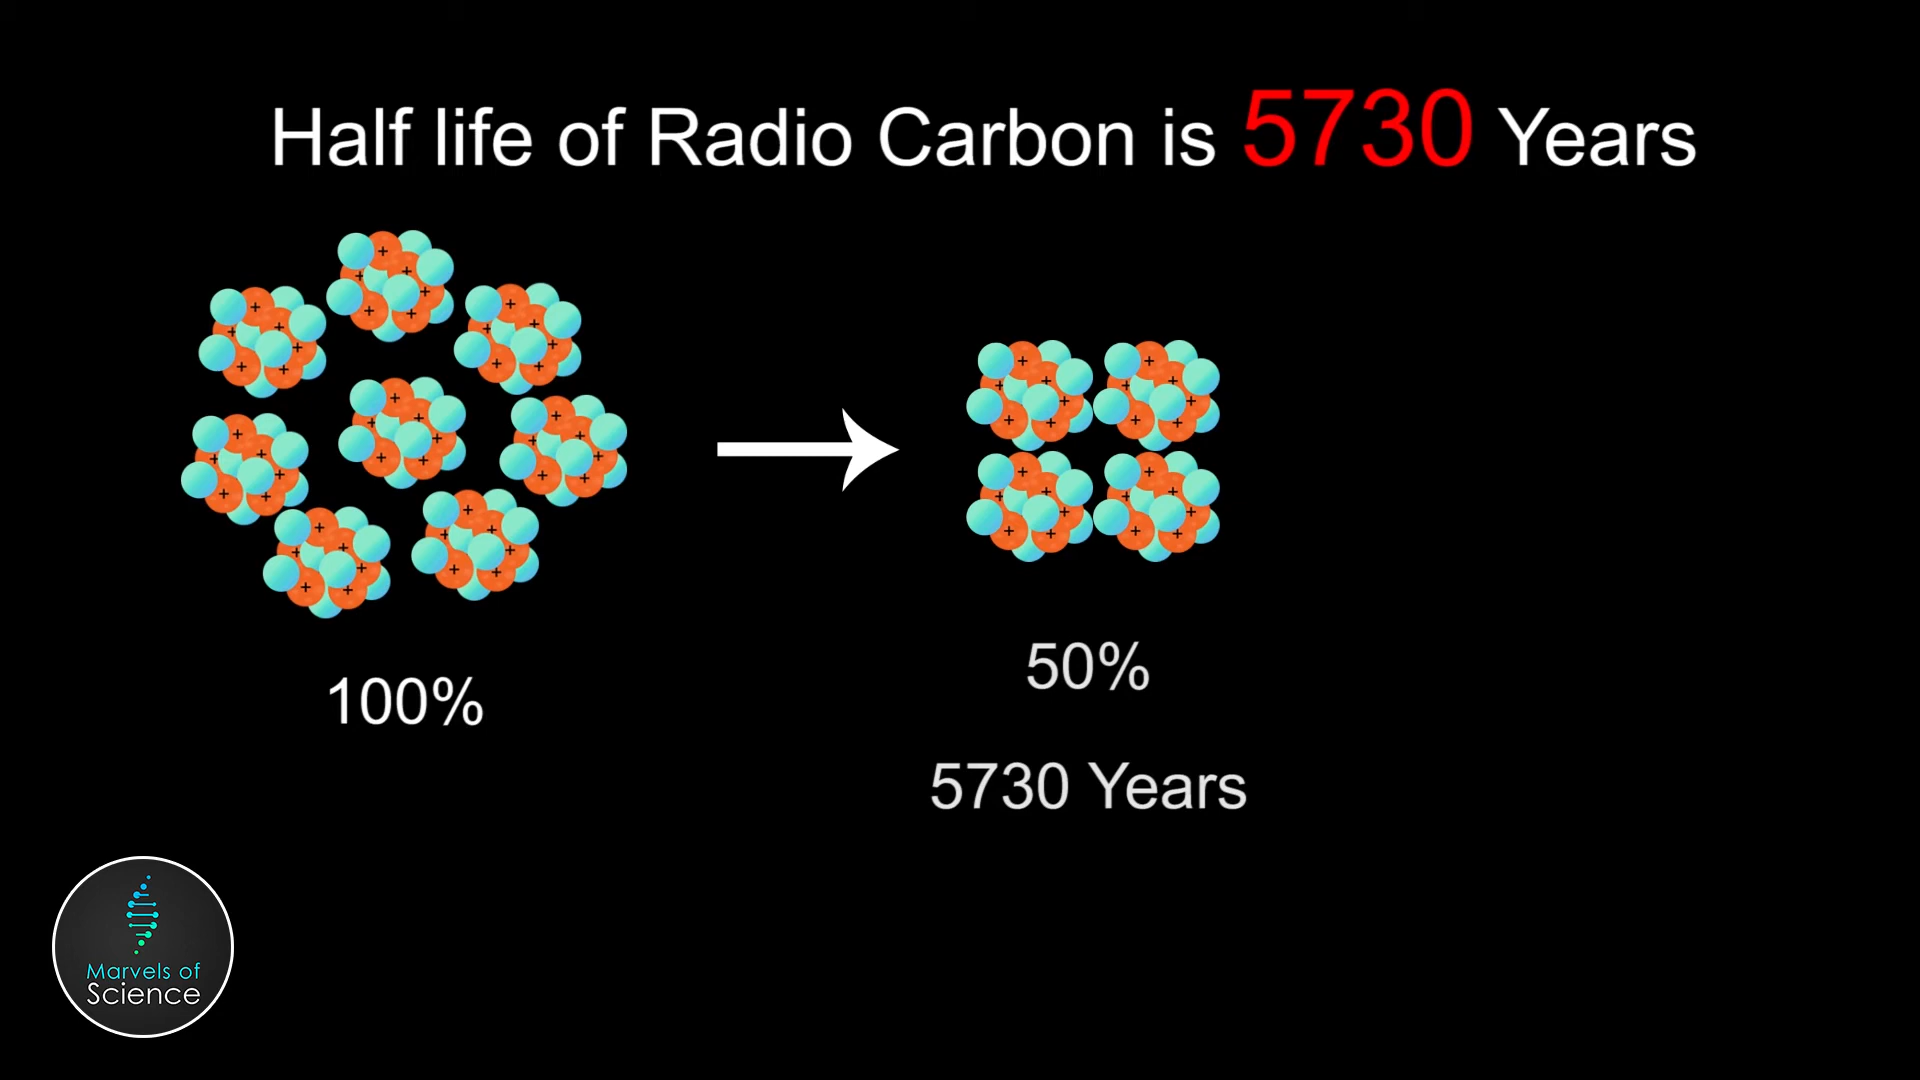 Half life of Radio Carbon is 5730 Years
100%
50%
5730 Years
Marvels of
Science